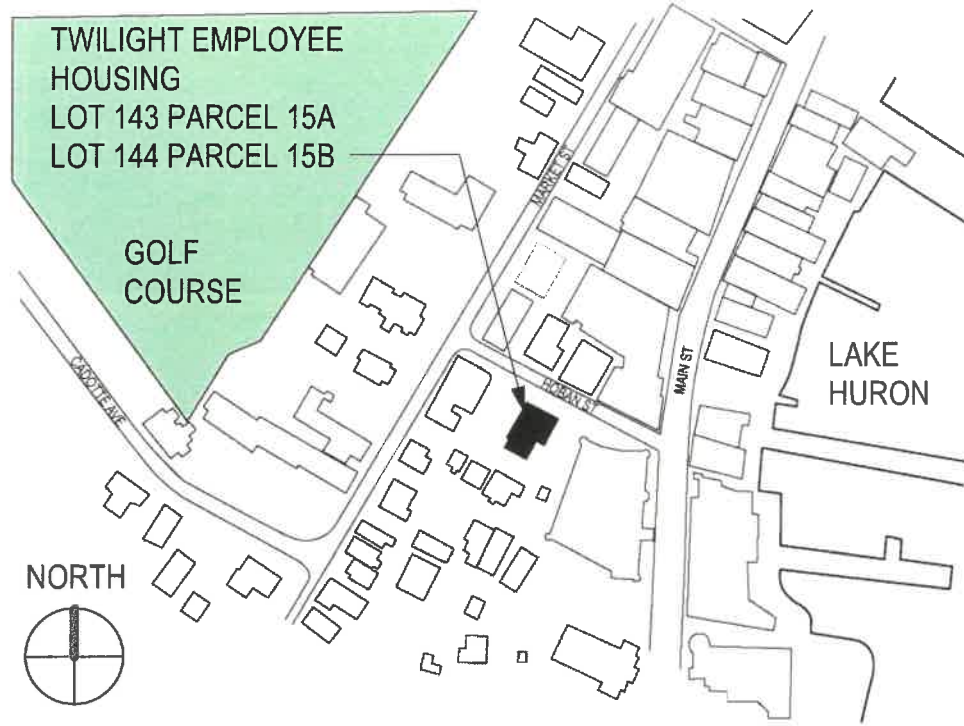 TWILIGHT EMPLOYEE
HOUSING
LOT 143 PARCEL 15A
LOT 144 PARCEL 15B
GOLF
COURSE
MARKET ST
CADOTTE AVE
HOBAN ST
MAIN ST
LAKE
HURON
NORTH